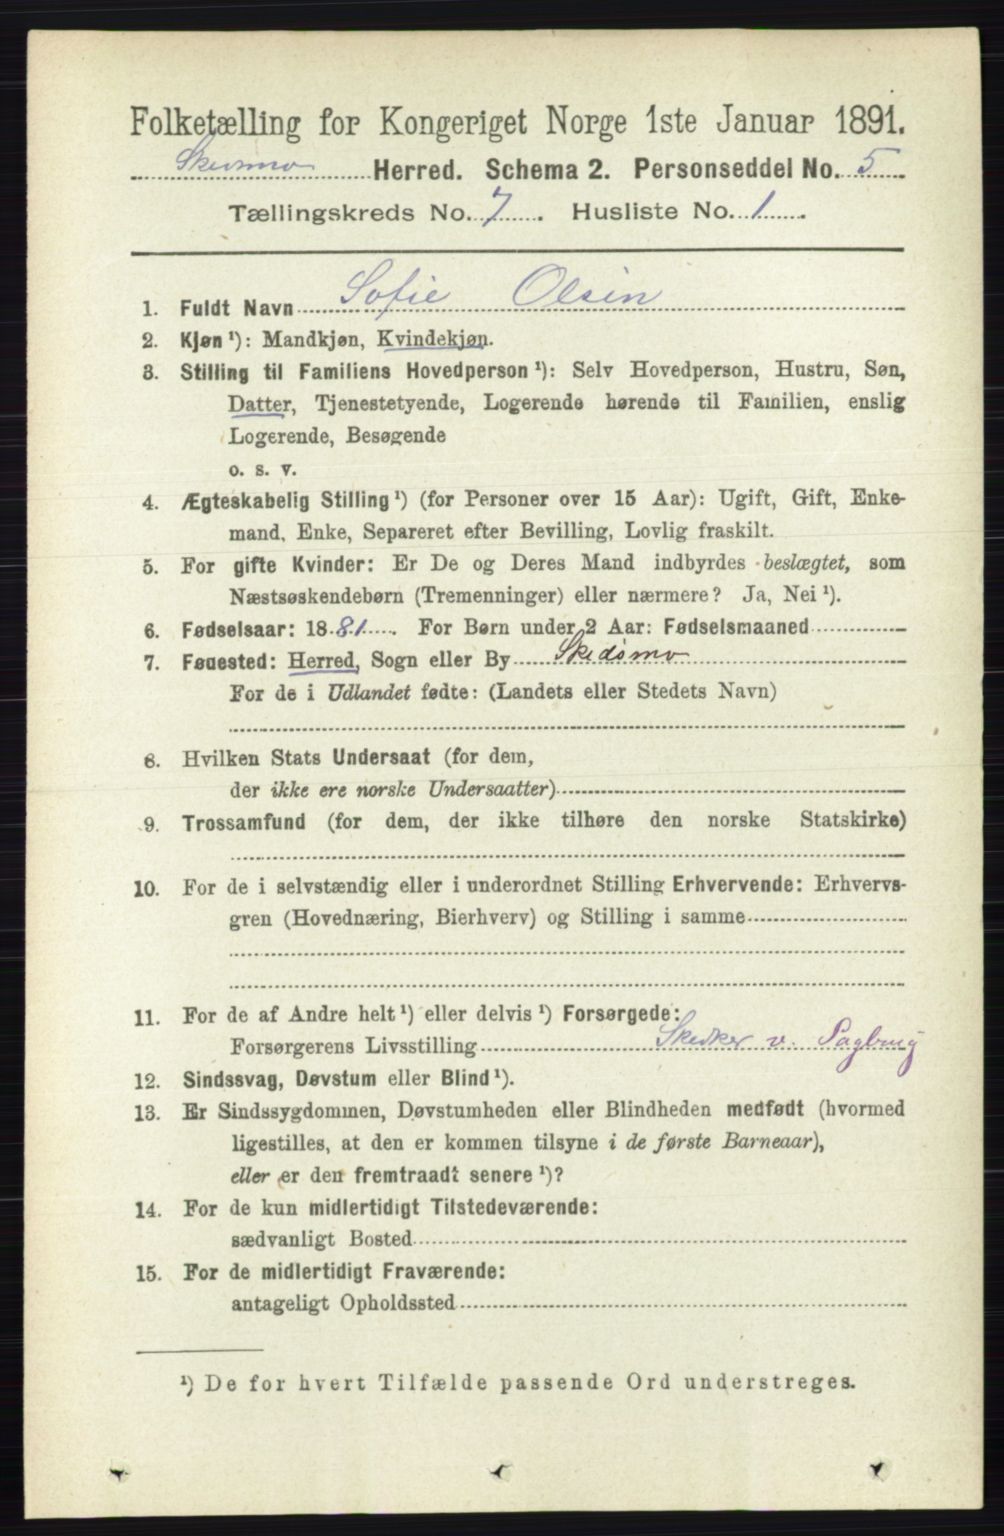 Folketælling for Kongeriget Norge 1ste Januar 1891.
Skedsmo Herred. Schema 2. Personseddel No. 5
Tællingskreds No. 7. Husliste No. 1.
1. Fuldt Navn Sofie Olsen
2. Kjøn ¹): Mandkjøn, Kvindekjøn.
3. Stilling til Familiens Hovedperson ¹): Selv Hovedperson, Hustru, Søn,
Datter, Tjenestetyende, Logerende hørende til Familien, enslig
Logerende, Besøgende
o. s. v.
4. Ægteskabelig Stilling ¹) (for Personer over 15 Aar): Ugift, Gift, Enke-
mand, Enke, Separeret efter Bevilling, Lovlig fraskilt.
5. For gifte Kvinder: Er De og Deres Mand indbyrdes beslægtet, som
Næstsøskendebørn (Tremenninger) eller nærmere? Ja, Nei ¹).
6. Fødselsaar: 1881. For Børn under 2 Aar: Fødselsmaaned
7. Fødested: Herred, Sogn eller By Skedsmo
For de i Udlandet fødte: (Landets eller Stedets Navn)
8. Hvilken Stats Undersaat (for dem,
der ikke ere norske Undersaatter)
9. Trossamfund (for dem, der ikke tilhøre den norske Statskirke)
10. For de i selvstændig eller i underordnet Stilling Erhvervende: Erhvervs-
gren (Hovednæring, Bierhverv) og Stilling i samme
11. For de af Andre helt ¹) eller delvis ¹) Forsørgede:
Forsørgerens Livsstilling v.
12. Sindssvag, Døvstum eller Blind ¹).
13. Er Sindssygdommen, Døvstumheden eller Blindheden medfødt (hvormed
ligestilles, at den er kommen tilsyne i de første Barneaar),
eller er den fremtraadt senere ¹)?
14. For de kun midlertidigt Tilstedeværende:
sædvanligt Bosted
15. For de midlertidigt Fraværende:
antageligt Opholdssted
¹) De for hvert Tilfælde passende Ord understreges.